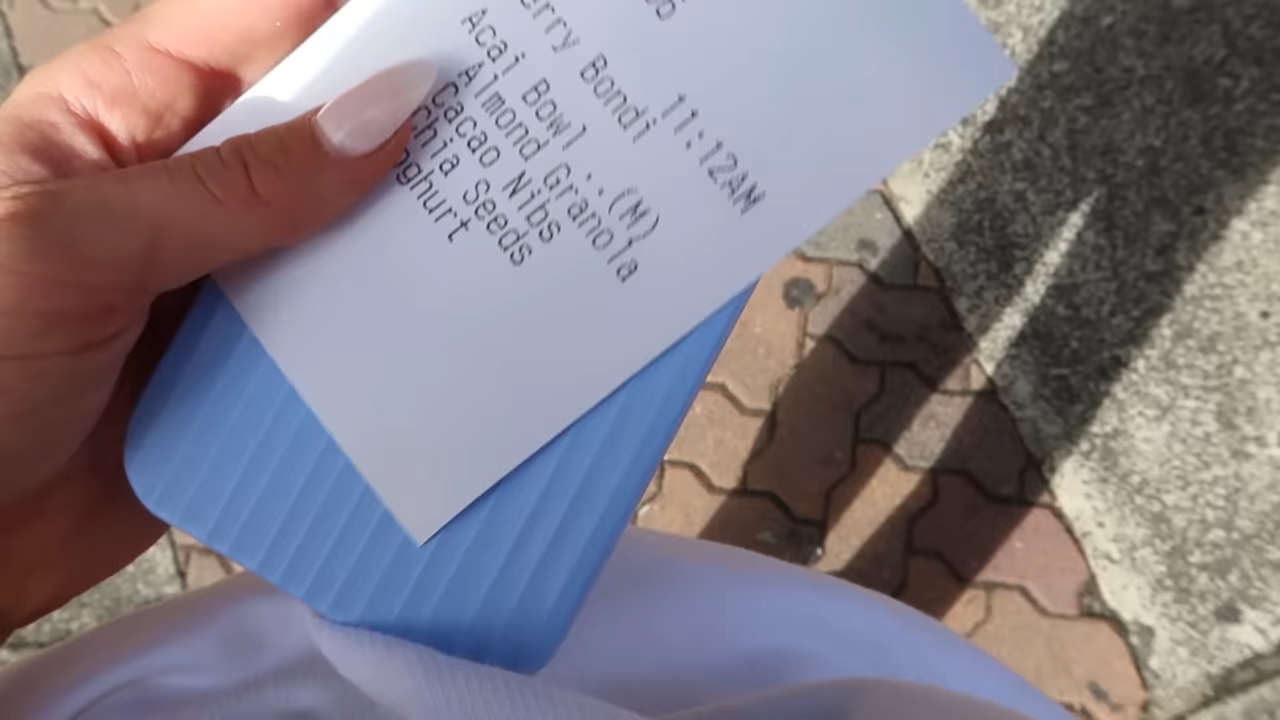 11:12AM
Bondi
Acai Bowl ..(M)
Almond Granola
Cacao Nibs
Chia Seeds